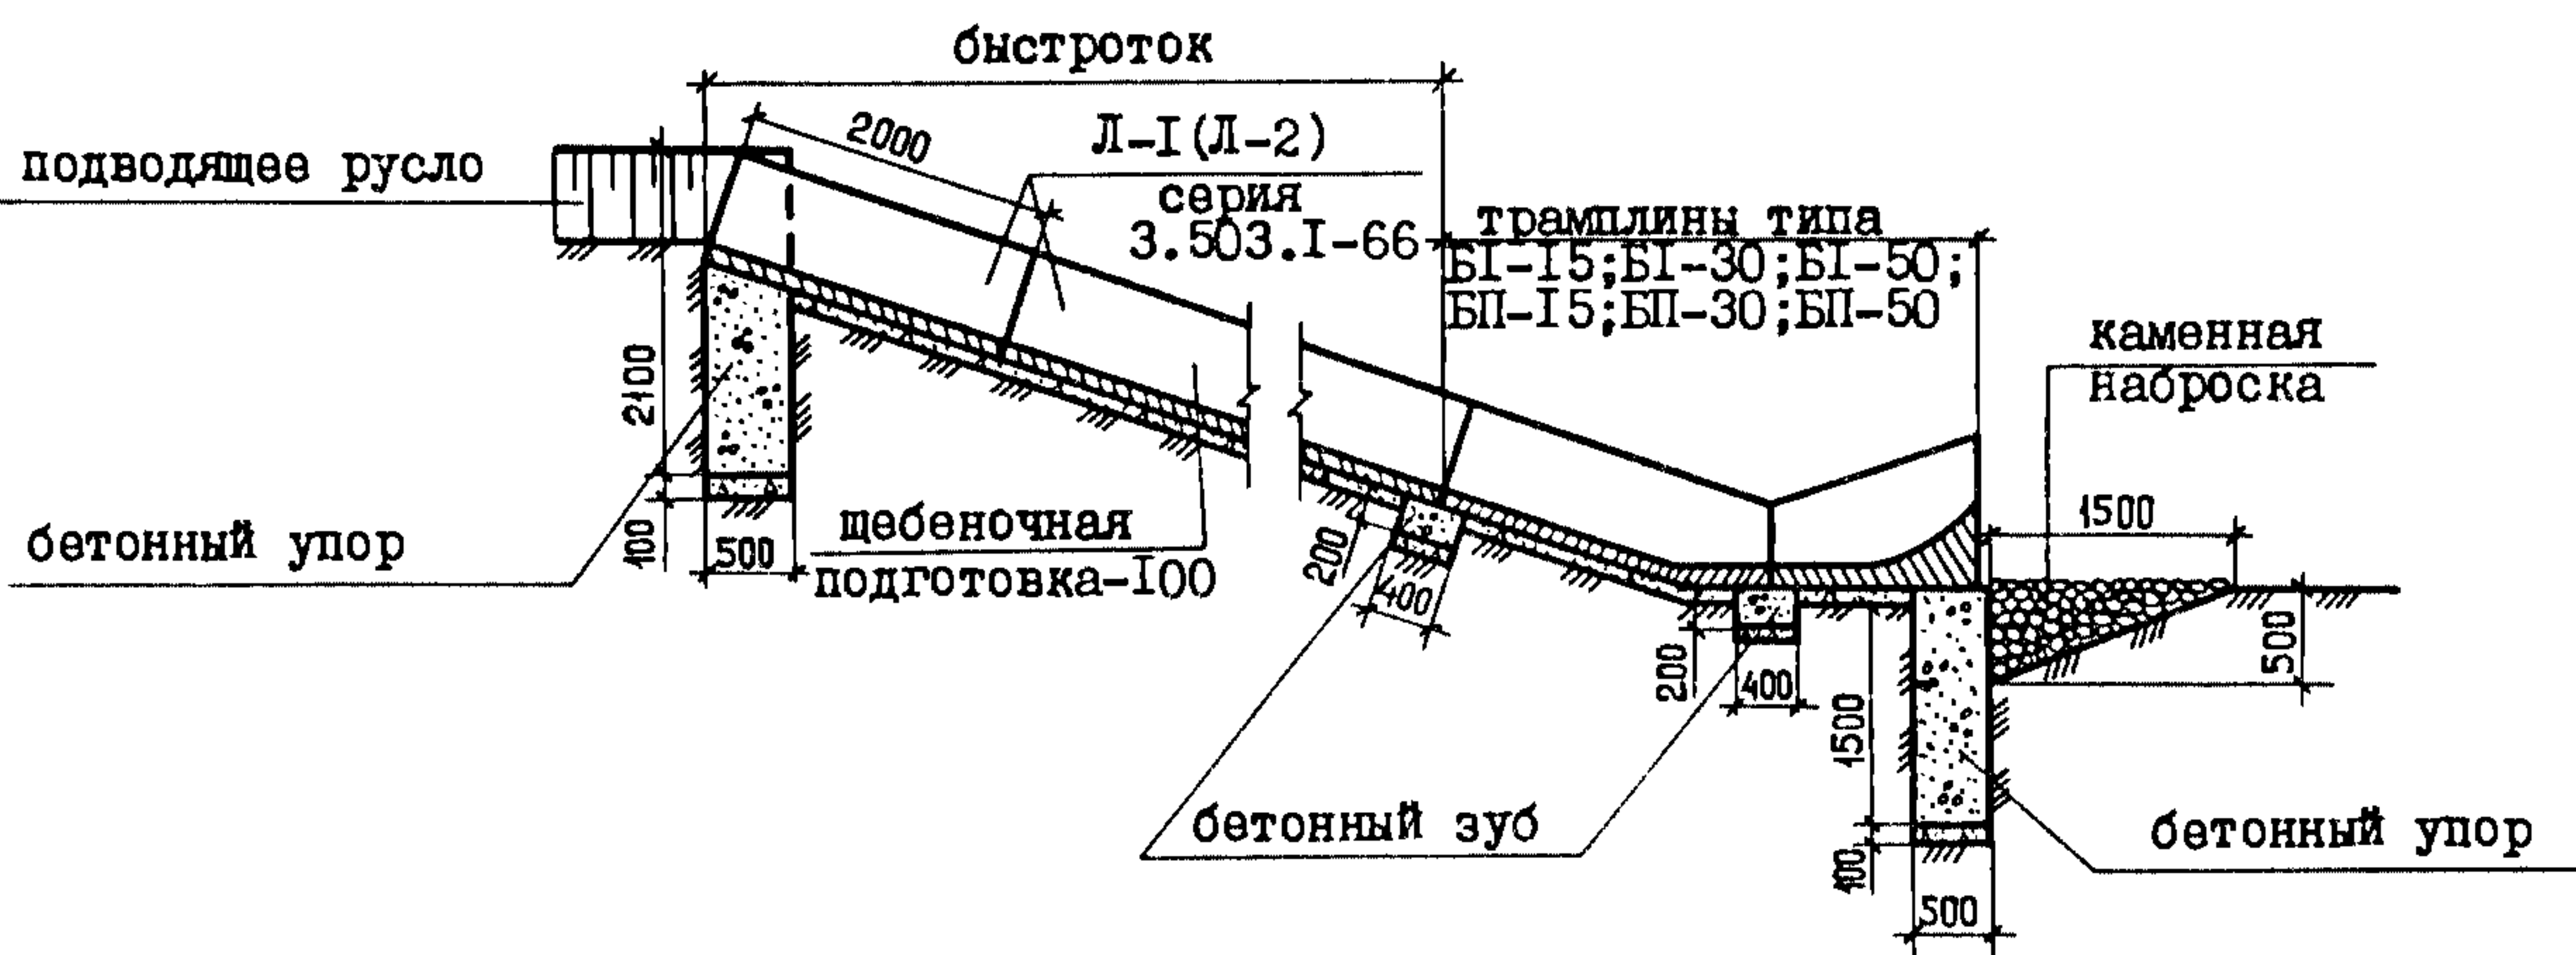 быстроток
2000
Л-I(Л-2)
серия
3.503.I-66
подводящее русло
трамплины типа
БI-I5;БI-30;БI-50;
БП-I5;БП-30;БП-50
каменная
наброска
2100
100
500
бетонный упор
щебеночная
подготовка-I00
200
400
200
400
1500
500
1500
100
500
бетонный зуб
бетонный упор